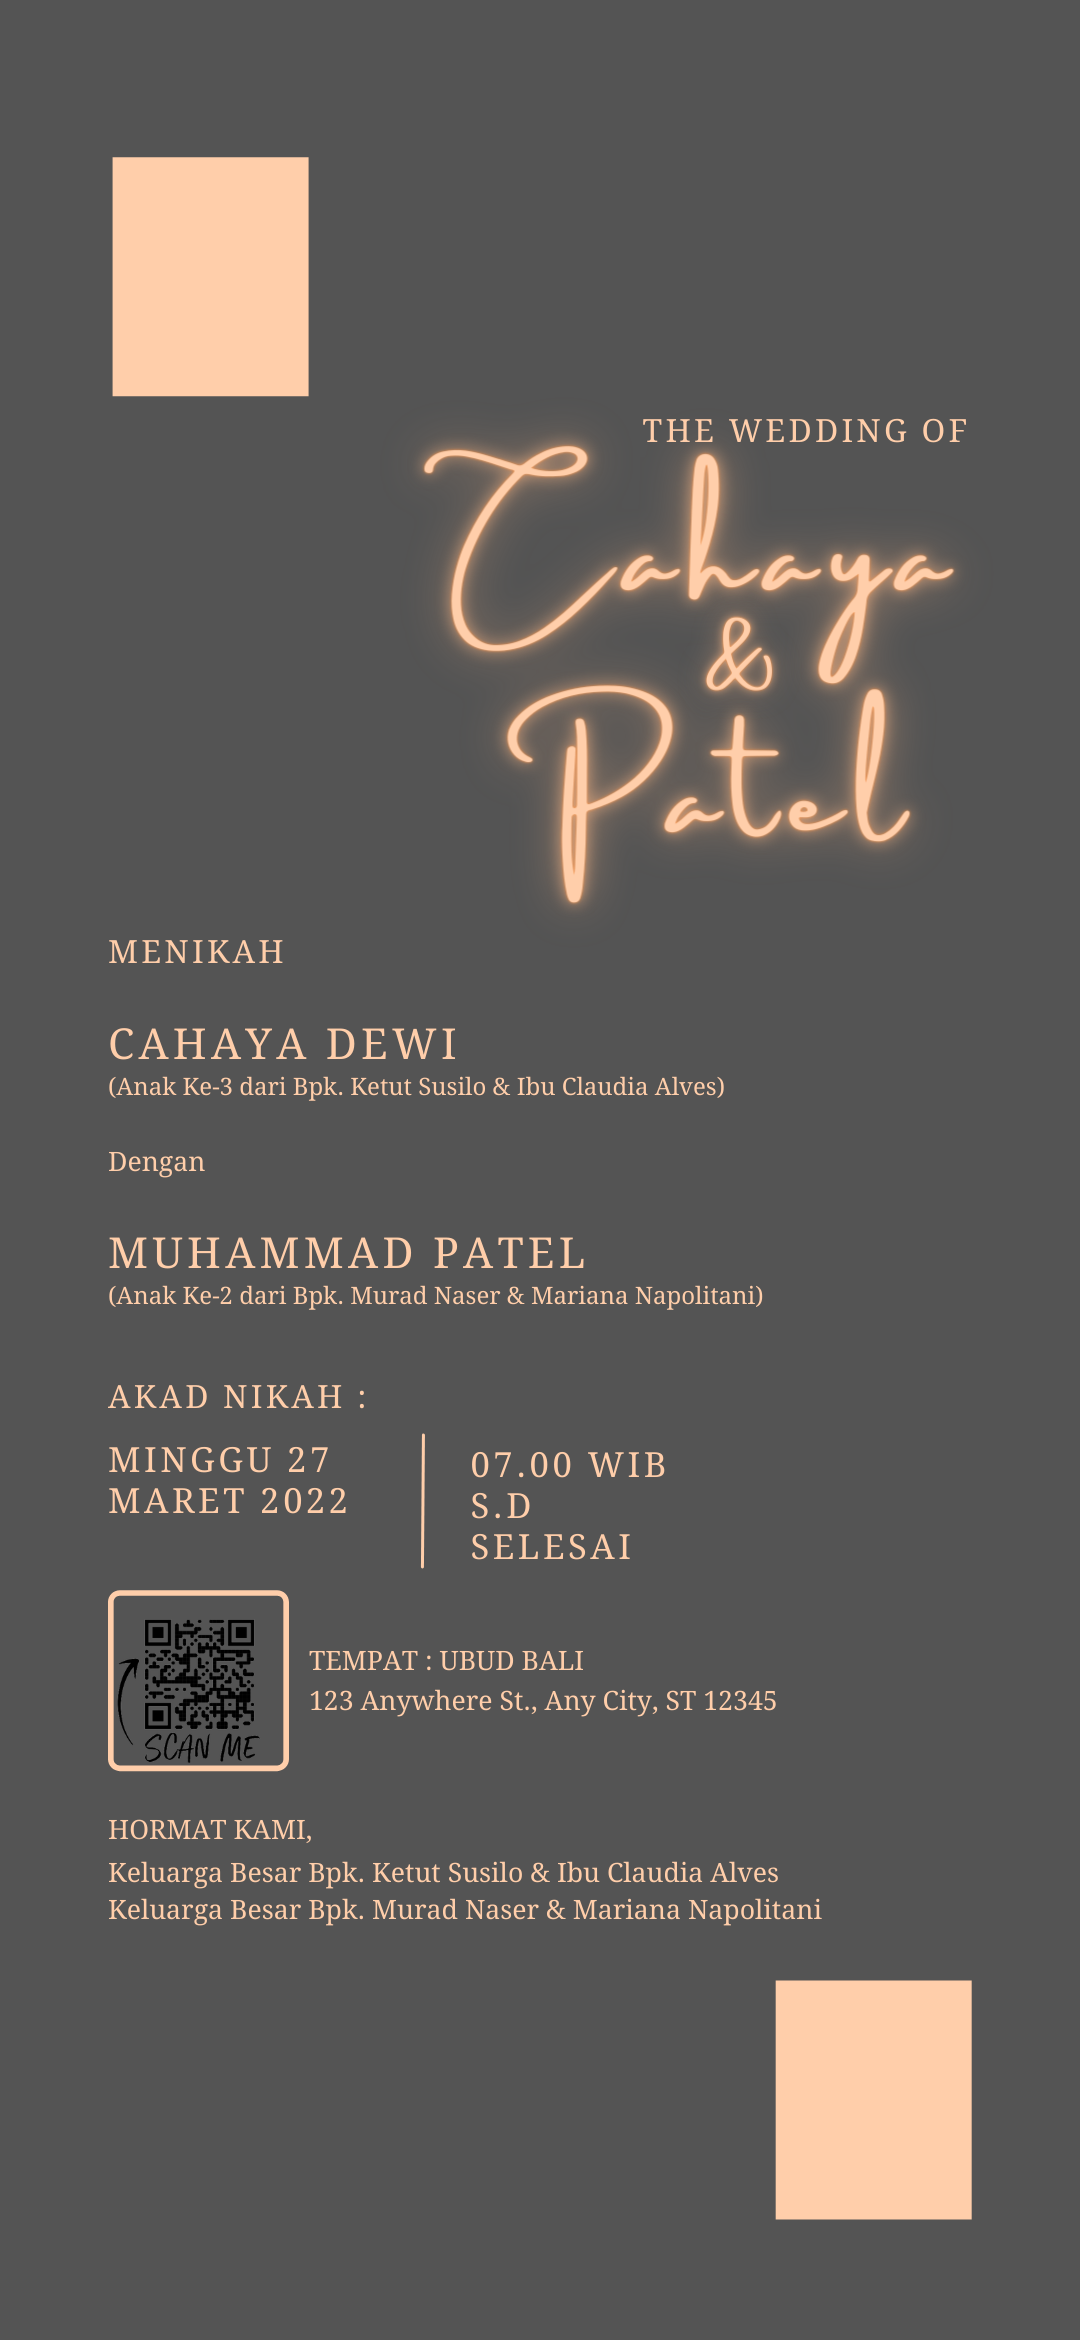 THE WEDDING OF
Cahaya
&
Patel
MENIKAH
CAHAYA DEWI
(Anak Ke-3 dari Bpk. Ketut Susilo & Ibu Claudia Alves)
Dengan
MUHAMMAD PATEL
(Anak Ke-2 dari Bpk. Murad Naser & Mariana Napolitani)
AKAD NIKAH :
MINGGU 27
MARET 2022
07.00 WIB
S.D
SELESAI
SCAN ME
TEMPAT : UBUD BALI
123 Anywhere St., Any City, ST 12345
HORMAT KAMI,
Keluarga Besar Bpk. Ketut Susilo & Ibu Claudia Alves
Keluarga Besar Bpk. Murad Naser & Mariana Napolitani